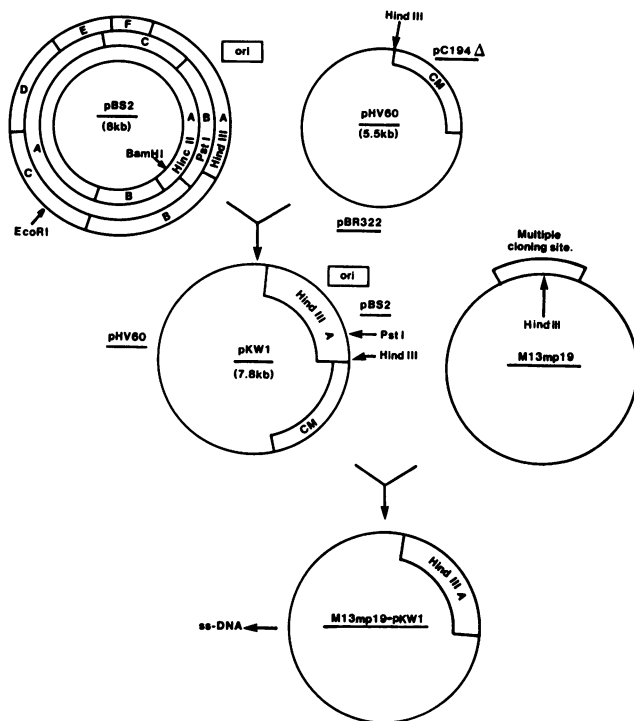 Hind III
pC194 Δ
CM
pHV60
(5.5kb)
ori
E
F
C
D
pBS2
(8kb)
A
B
A
Hinc II
Pst I
Hind III
BamHI
A
C
B
B
EcoRI
pBR322
ori
pBS2
Hind III A
Pst I
Hind III
pHV60
pKW1
(7.8kb)
CM
Multiple
cloning site.
Hind III
M13mp19
Hind III A
ss-DNA
M13mp19-pKW1